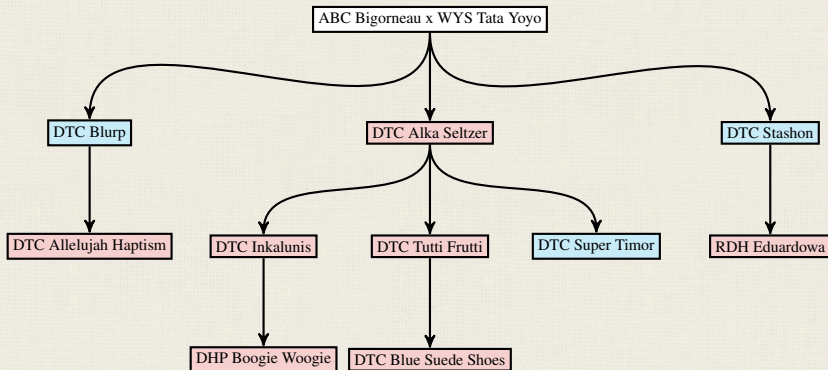 ABC Bigorneau x WYS Tata Yoyo
DTC Blurp
DTC Alka Seltzer
DTC Stashon
DTC Allelujah Haptism
DTC Inkalunis
DTC Tutti Frutti
DTC Super Timor
RDH Eduardowa
DHP Boogie Woogie
DTC Blue Suede Shoes